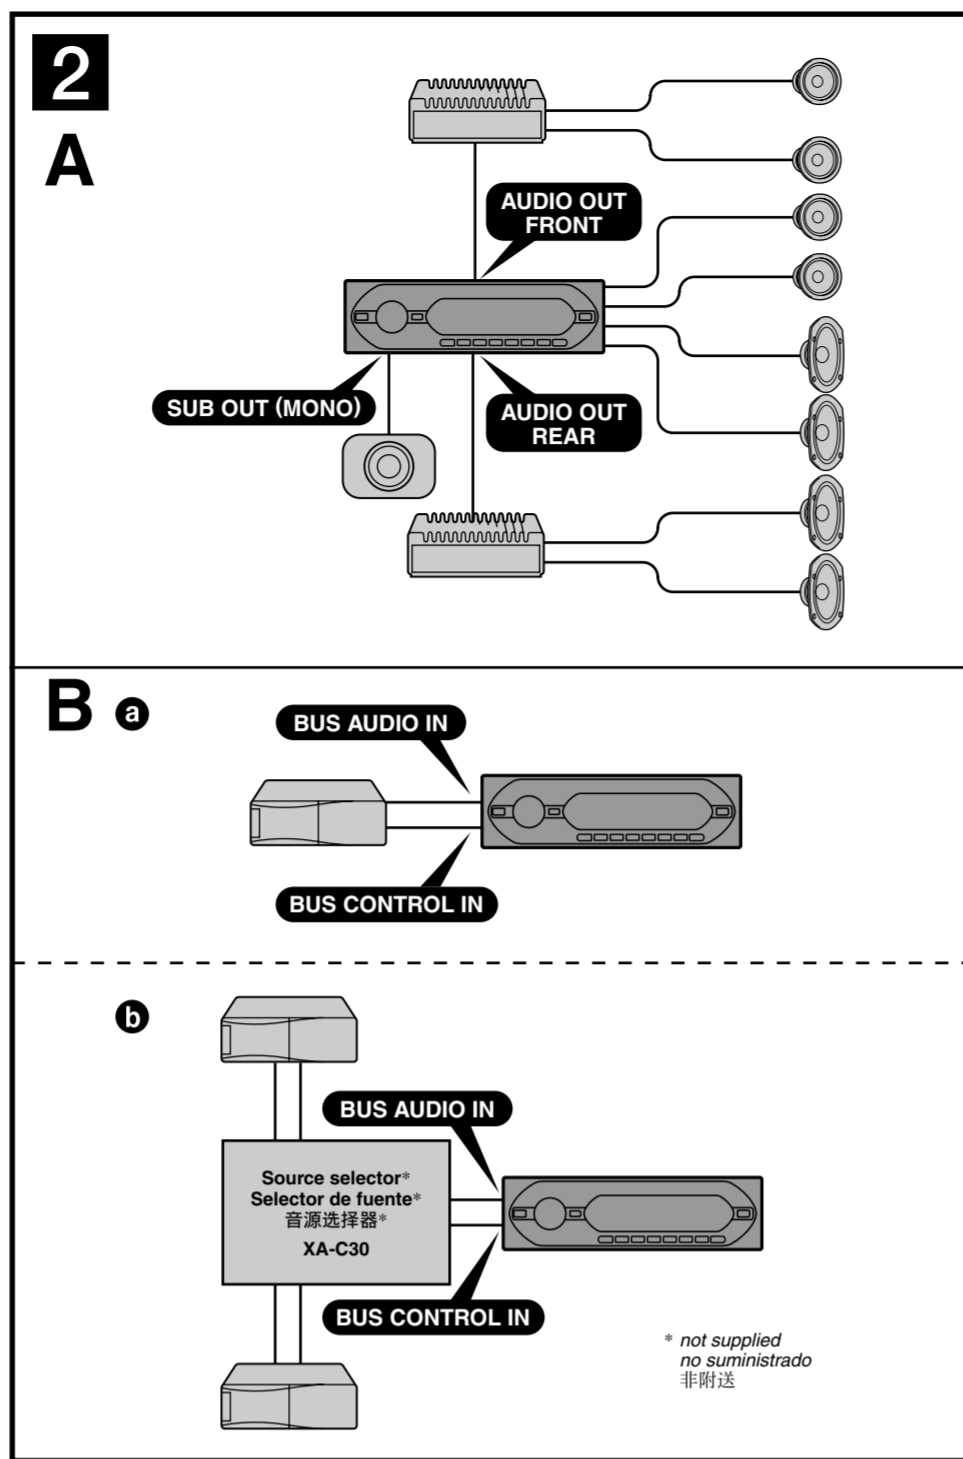 2
A
AUDIO OUT
FRONT
SUB OUT (MONO)
AUDIO OUT
REAR
B
a
BUS AUDIO IN
BUS CONTROL IN
b
BUS AUDIO IN
Source selector*
Selector de fuente*
音源选择器*
XA-C30
BUS CONTROL IN
* not supplied
no suministrado
非附送